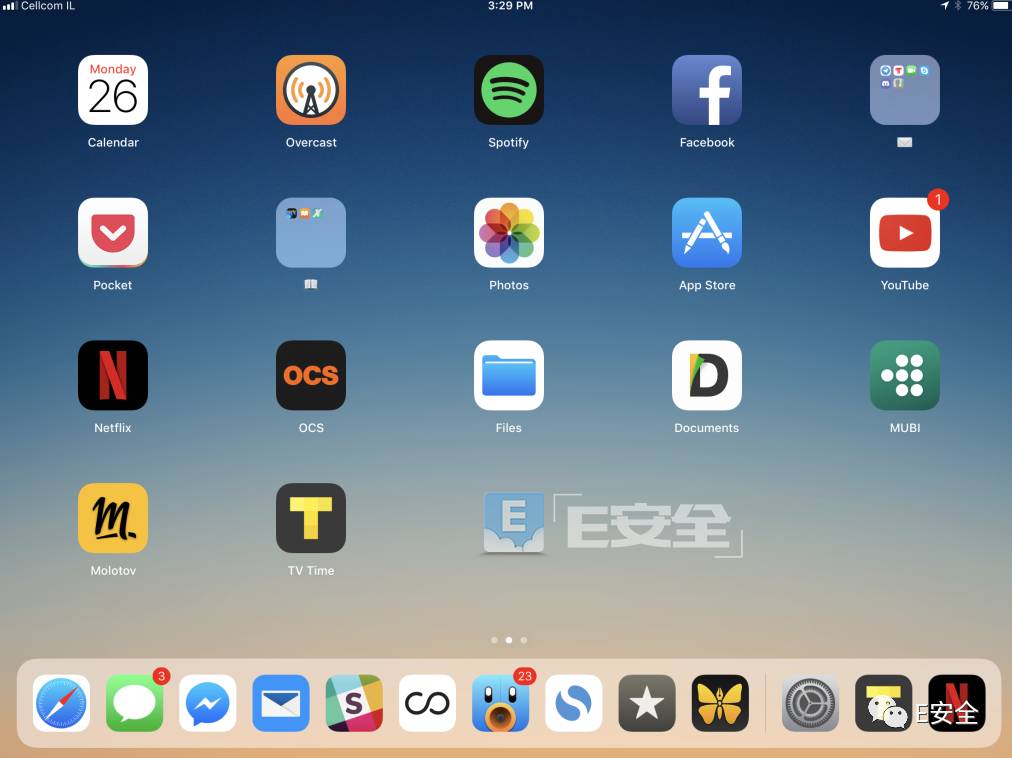 Cellcom IL 3:29 PM 76%
Monday
26
Calendar Overcast Spotify Facebook
1
Pocket Photos App Store YouTube
OCS
Netflix OCS Files Documents MUBI
E E安全
Molotov TV Time
3 23
E安全